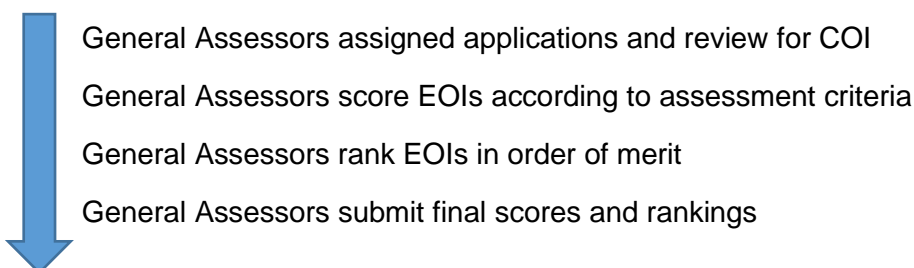 General Assessors assigned applications and review for COI
General Assessors score EOIs according to assessment criteria
General Assessors rank EOIs in order of merit
General Assessors submit final scores and rankings